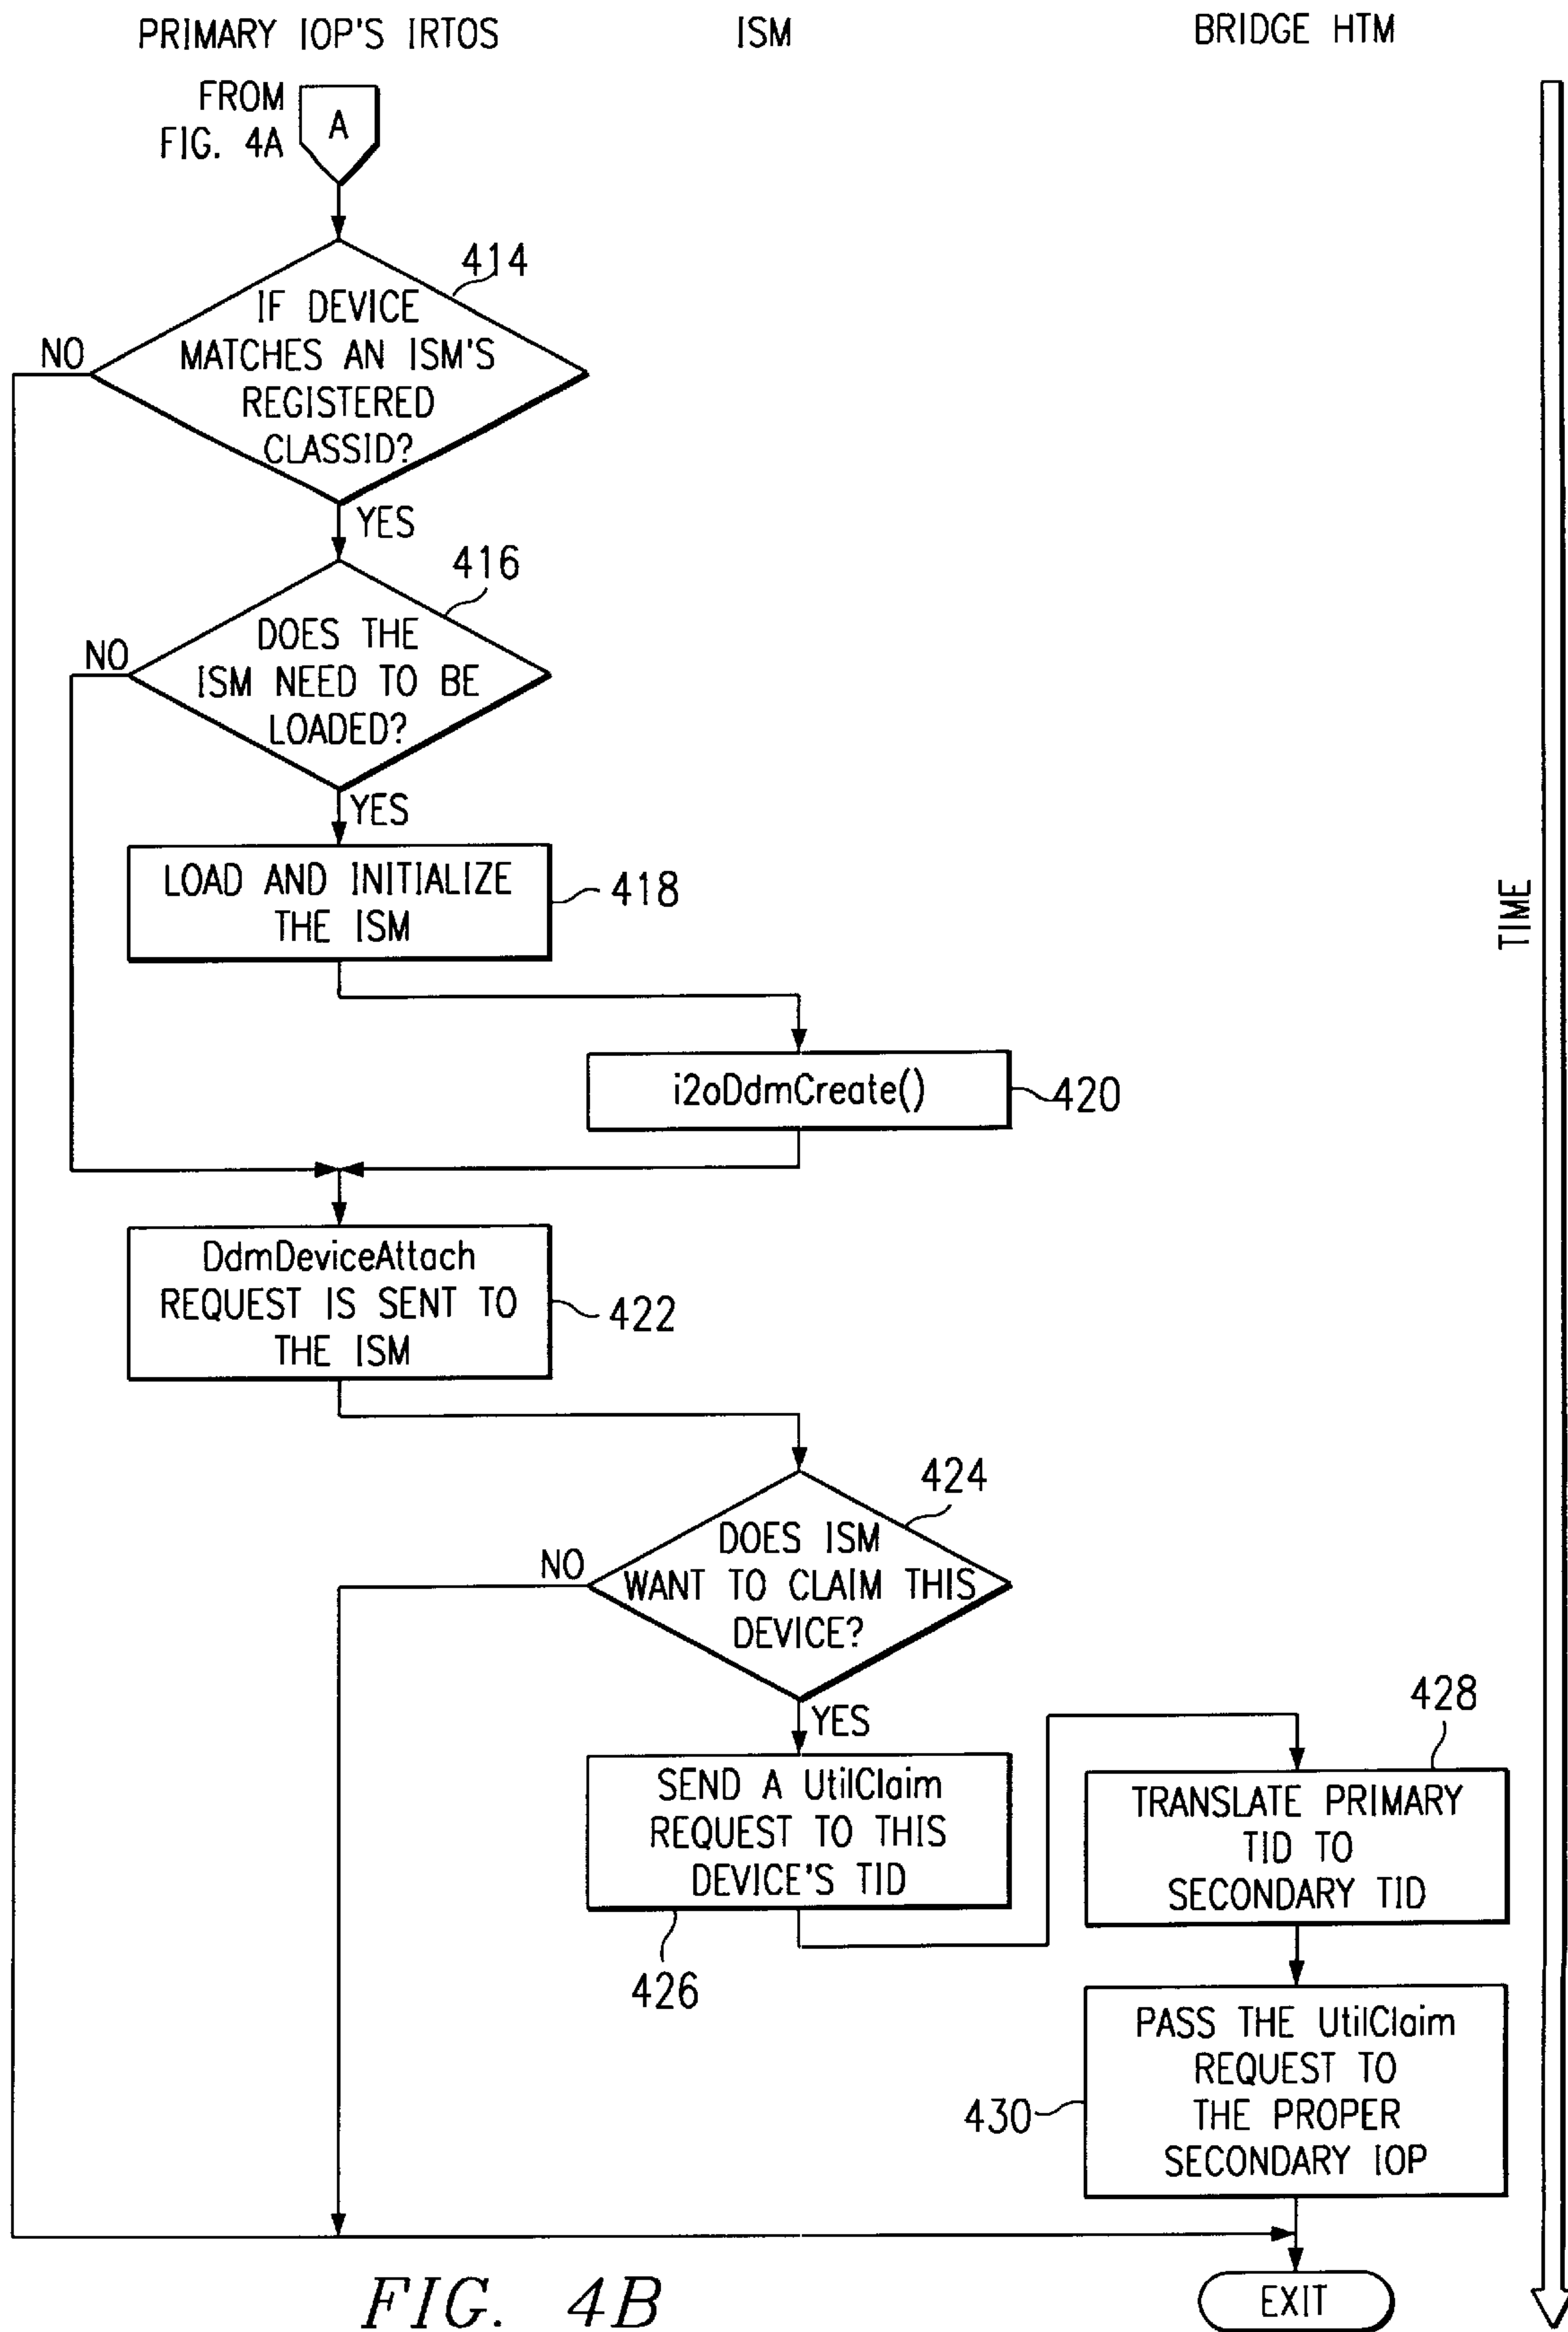 PRIMARY IOP'S IRTOS
ISM
BRIDGE HTM
FROM
FIG. 4A
A
414
IF DEVICE
MATCHES AN ISM'S
REGISTERED
CLASSID?
NO
YES
416
DOES THE
ISM NEED TO BE
LOADED?
NO
YES
LOAD AND INITIALIZE
THE ISM
418
TIME
i2oDdmCreate()
420
DdmDeviceAttach
REQUEST IS SENT TO
THE ISM
422
424
DOES ISM
WANT TO CLAIM THIS
DEVICE?
NO
YES
SEND A UtilClaim
REQUEST TO THIS
DEVICE'S TID
426
428
TRANSLATE PRIMARY
TID TO
SECONDARY TID
PASS THE UtilClaim
REQUEST TO
THE PROPER
SECONDARY IOP
430
EXIT
FIG. 4B